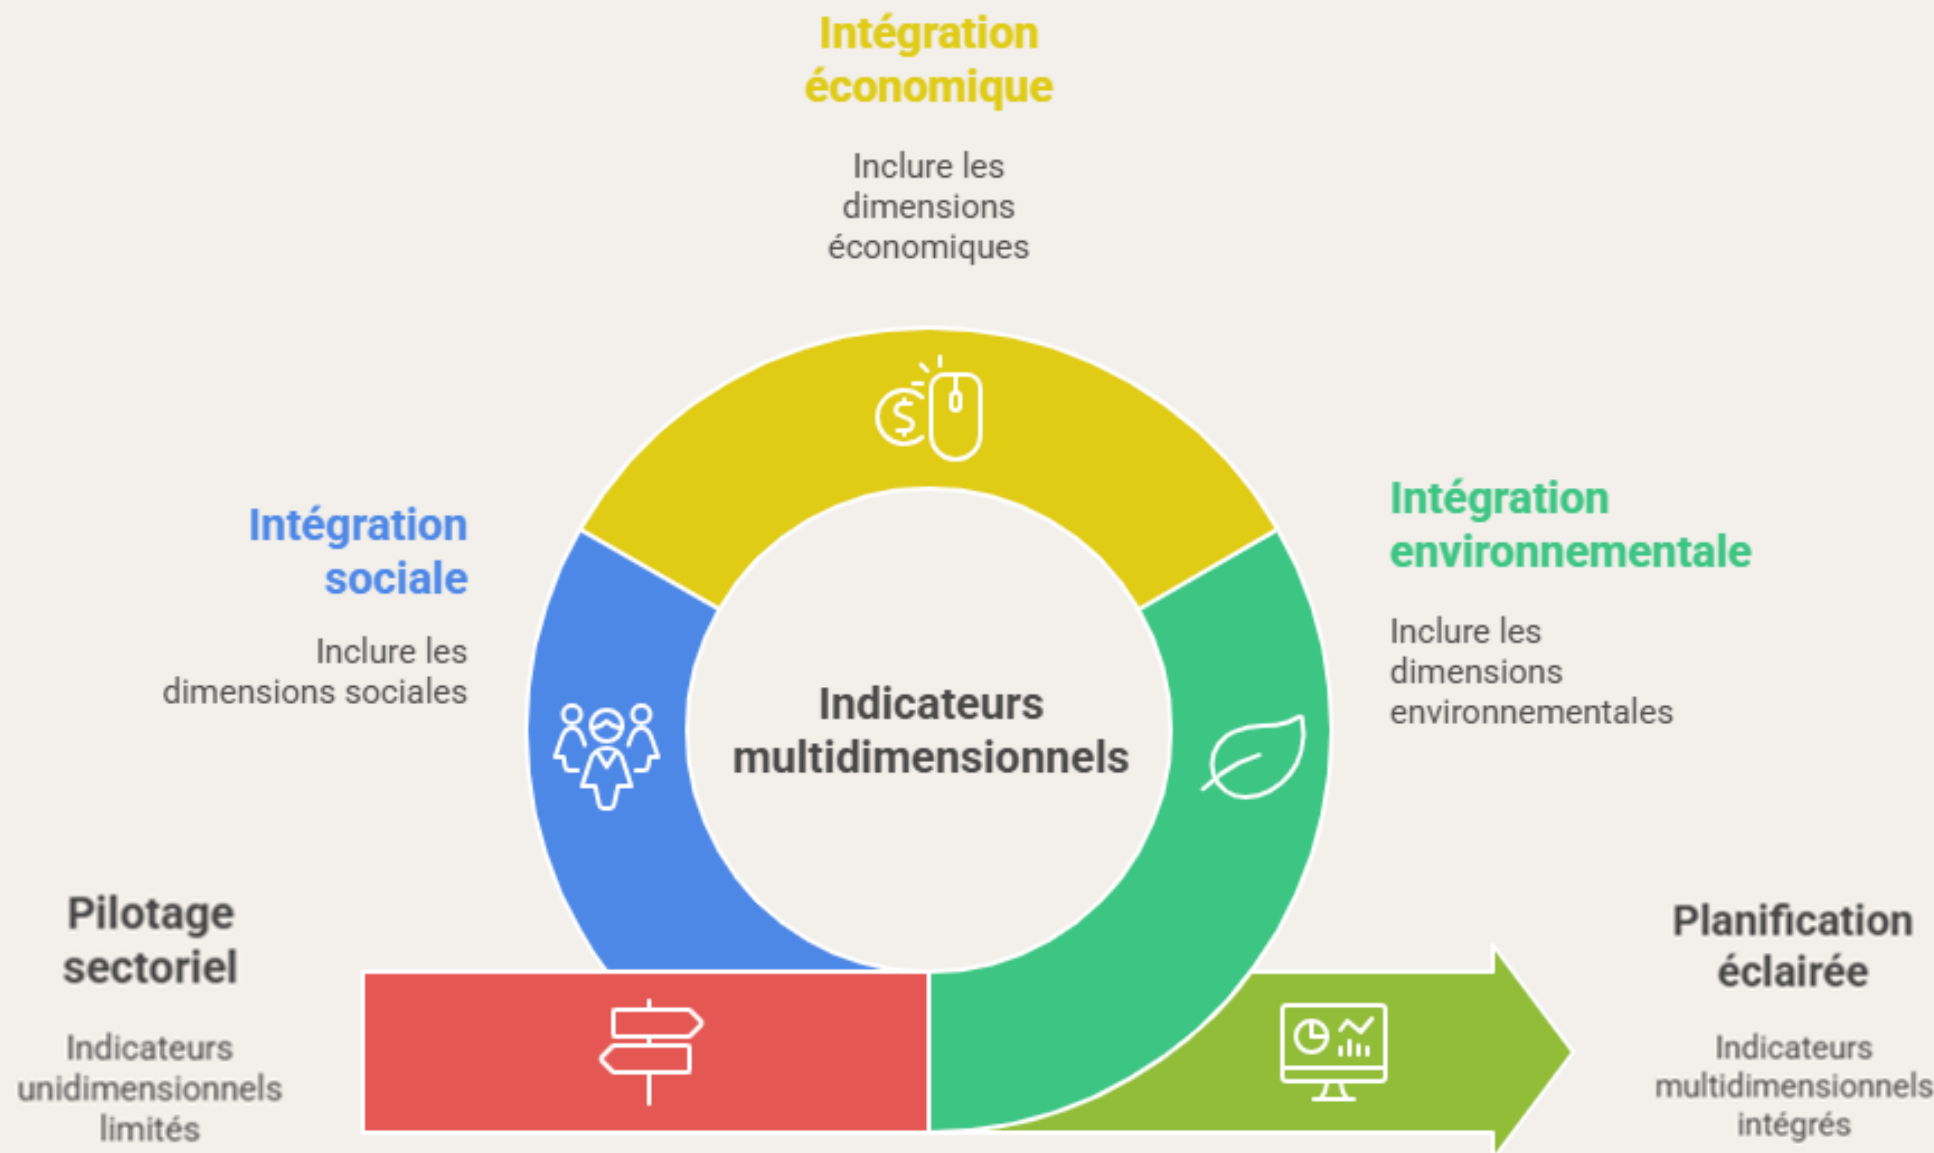 Intégration
économique
Inclure les
dimensions
économiques
Intégration
sociale
Inclure les
dimensions sociales
Intégration
environnementale
Inclure les
dimensions
environnementales
Indicateurs
multidimensionnels
Pilotage
sectoriel
Indicateurs
unidimensionnels
limités
Planification
éclairée
Indicateurs
multidimensionnels
intégrés
$